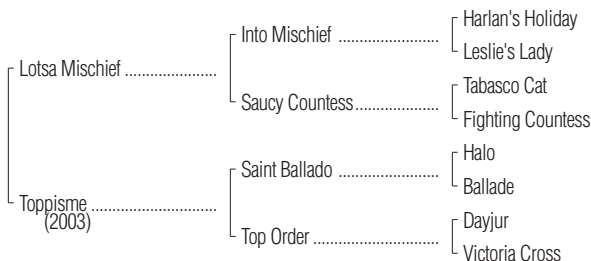 Harlan's Holiday
Into Mischief ........................
Leslie's Lady
Lotsa Mischief ......................
Tabasco Cat
Saucy Countess....................
Fighting Countess
Halo
Saint Ballado ........................
Ballade
Toppisme ..............................
(2003)
Dayjur
Top Order ..............................
Victoria Cross